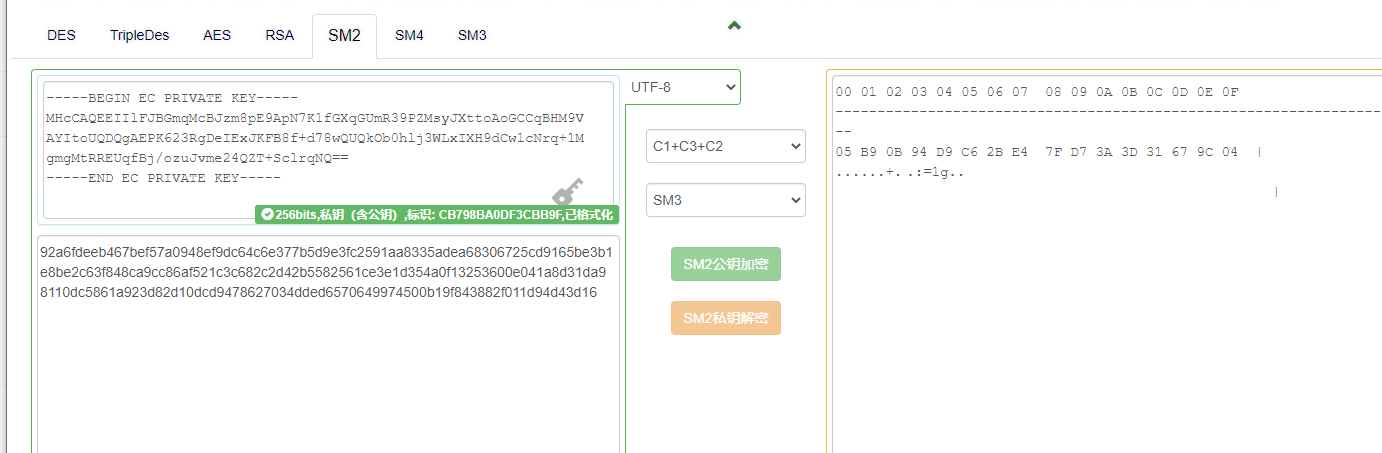 DES TripleDes AES RSA SM2 SM4 SM3
-----BEGIN EC PRIVATE KEY-----
MHcCAQEEIIlFJBGmqMcBJzm8pE9ApN7K1fGXqGUmR39PZMsyJXttoAoGCCqBHM9V
AYItoUQDQgAEPK623RgDeIExJKFB8f+d78wQUQkOb0hlj3WLxIXH9dCw1cNrq+1M
gmgMtRREUqfBj/ozuJvme24QZT+SclrqNQ==
-----END EC PRIVATE KEY-----
256bits,私钥（含公钥）,标识: CB798BA0DF3CBB9F,已格式化
92a6fdeeb467bef57a0948ef9dc64c6e377b5d9e3fc2591aa8335adea68306725cd9165be3b1
e8be2c63f848ca9cc86af521c3c682c2d42b5582561ce3e1d354a0f13253600e041a8d31da9
8110dc5861a923d82d10dcd9478627034dded6570649974500b19f843882f011d94d43d16
UTF-8
C1+C3+C2
SM3
SM2公钥加密
SM2私钥解密
00 01 02 03 04 05 06 07 08 09 0A 0B 0C 0D 0E 0F
-----------------------------------------------------------------------
--
05 B9 0B 94 D9 C6 2B E4 7F D7 3A 3D 31 67 9C 04 |
......+. .:=1g..
|